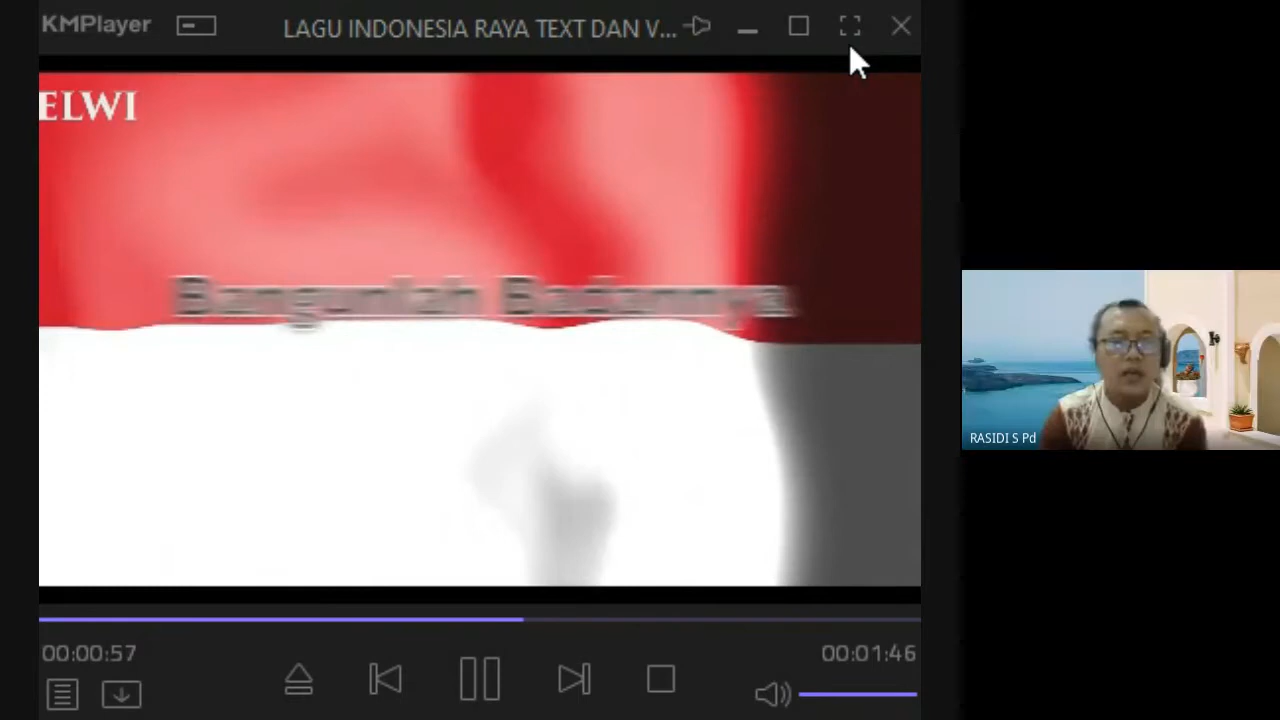 KMPlayer
LAGU INDONESIA RAYA TEXT DAN V...
ELWI
Bangunlah Badannya
RASIDI S Pd
00:00:57
00:01:46